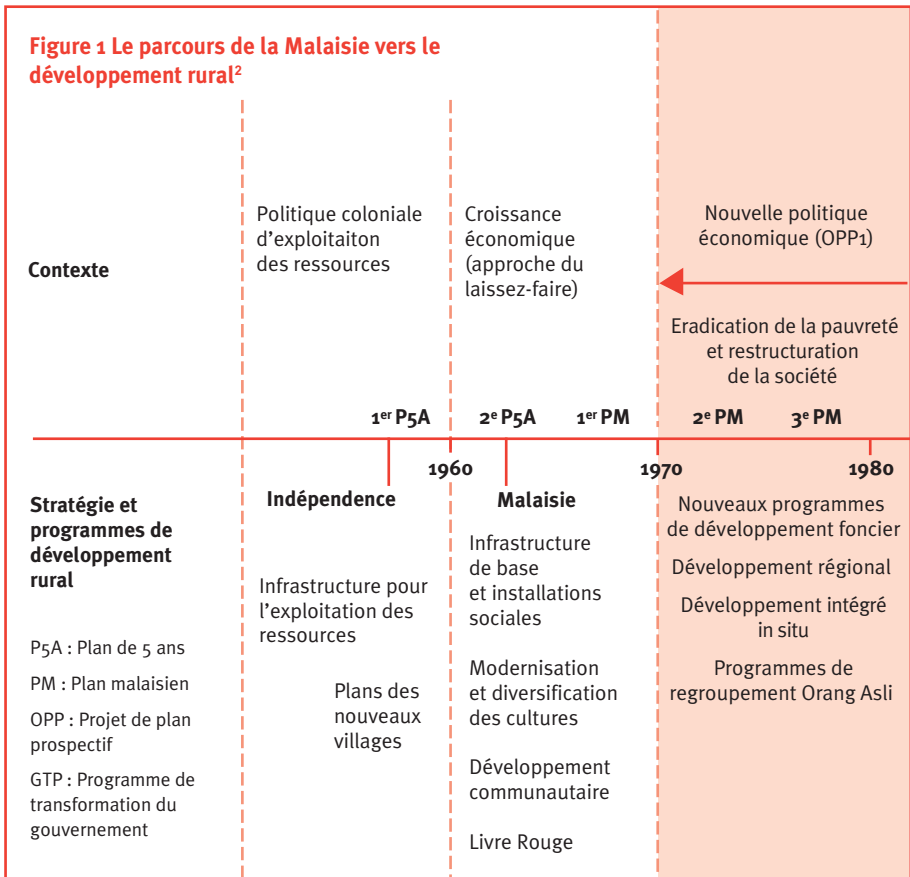 Figure 1 Le parcours de la Malaisie vers le
développement rural²
Contexte
Politique coloniale
d'exploitaiton
des ressources
Croissance
économique
(approche du
laissez-faire)
Nouvelle politique
économique (OPP1)
Eradication de la pauvreté
et restructuration
de la société
1er P5A
2e P5A
1er PM
2e PM
3e PM
1960
1970
1980
Stratégie et
programmes de
développement
rural
P5A : Plan de 5 ans
PM : Plan malaisien
OPP : Projet de plan
prospectif
GTP : Programme de
transformation du
gouvernement
Indépendence
Infrastructure pour
l'exploitation des
ressources
Plans des
nouveaux
villages
Malaisie
Infrastructure
de base
et installations
sociales
Modernisation
et diversification
des cultures
Développement
communautaire
Livre Rouge
Nouveaux programmes
de développement foncier
Développement régional
Développement intégré
in situ
Programmes de
regroupement Orang Asli